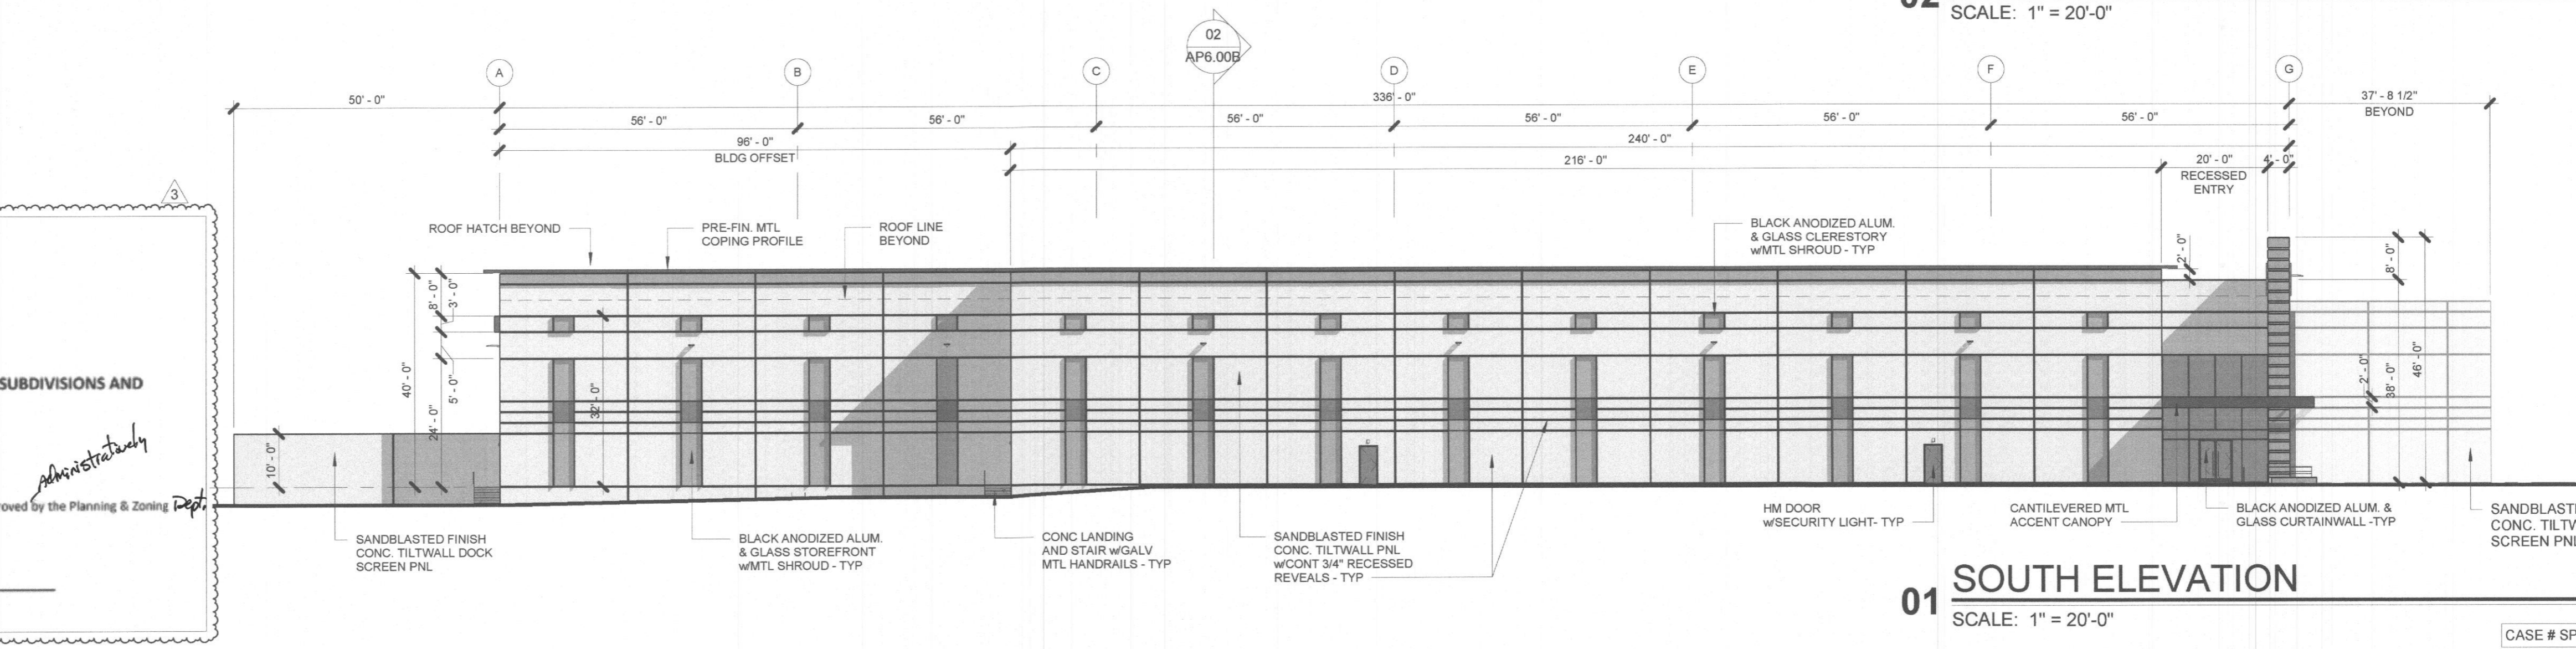 02
SCALE: 1" = 20'-0"
02
AP6.00B
A
B
C
D
E
F
G
50' - 0"
336' - 0"
37' - 8 1/2"
BEYOND
56' - 0"
56' - 0"
56' - 0"
56' - 0"
56' - 0"
56' - 0"
96' - 0"
BLDG OFFSET
240' - 0"
216' - 0"
20' - 0"
RECESSED
ENTRY
4' - 0"
3
ROOF HATCH BEYOND
PRE-FIN. MTL
COPING PROFILE
ROOF LINE
BEYOND
BLACK ANODIZED ALUM.
& GLASS CLERESTORY
w/MTL SHROUD - TYP
2' - 0"
8' - 0"
8' - 0"
3' - 0"
40' - 0"
5' - 0"
24' - 0"
32' - 0"
10' - 0"
2' - 0"
38' - 0"
46' - 0"
SUBDIVISIONS AND
Administratively
oved by the Planning & Zoning Dept.
SANDBLASTED FINISH
CONC. TILTWALL DOCK
SCREEN PNL
BLACK ANODIZED ALUM.
& GLASS STOREFRONT
w/MTL SHROUD - TYP
CONC LANDING
AND STAIR w/GALV
MTL HANDRAILS - TYP
SANDBLASTED FINISH
CONC. TILTWALL PNL
w/CONT 3/4" RECESSED
REVEALS - TYP
HM DOOR
w/SECURITY LIGHT- TYP
CANTILEVERED MTL
ACCENT CANOPY
BLACK ANODIZED ALUM. &
GLASS CURTAINWALL -TYP
SANDBLAST
CONC. TILTW
SCREEN PNL
01
SOUTH ELEVATION
SCALE: 1" = 20'-0"
CASE # SP